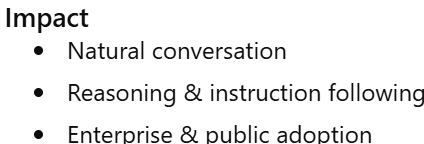 Impact
• Natural conversation
• Reasoning & instruction following
• Enterprise & public adoption